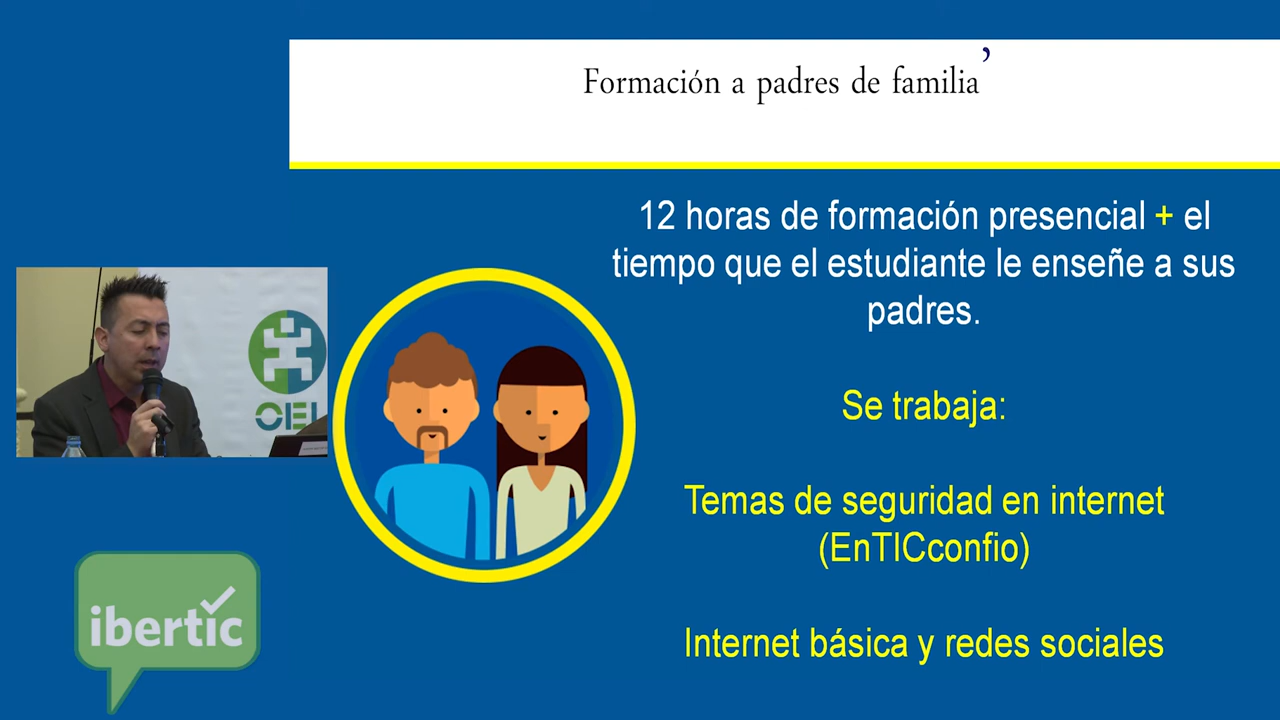 Formación a padres de familia’
12 horas de formación presencial + el
tiempo que el estudiante le enseñe a sus
padres.
Se trabaja:
Temas de seguridad en internet
(EnTICconfio)
Internet básica y redes sociales
OEI
ibertic